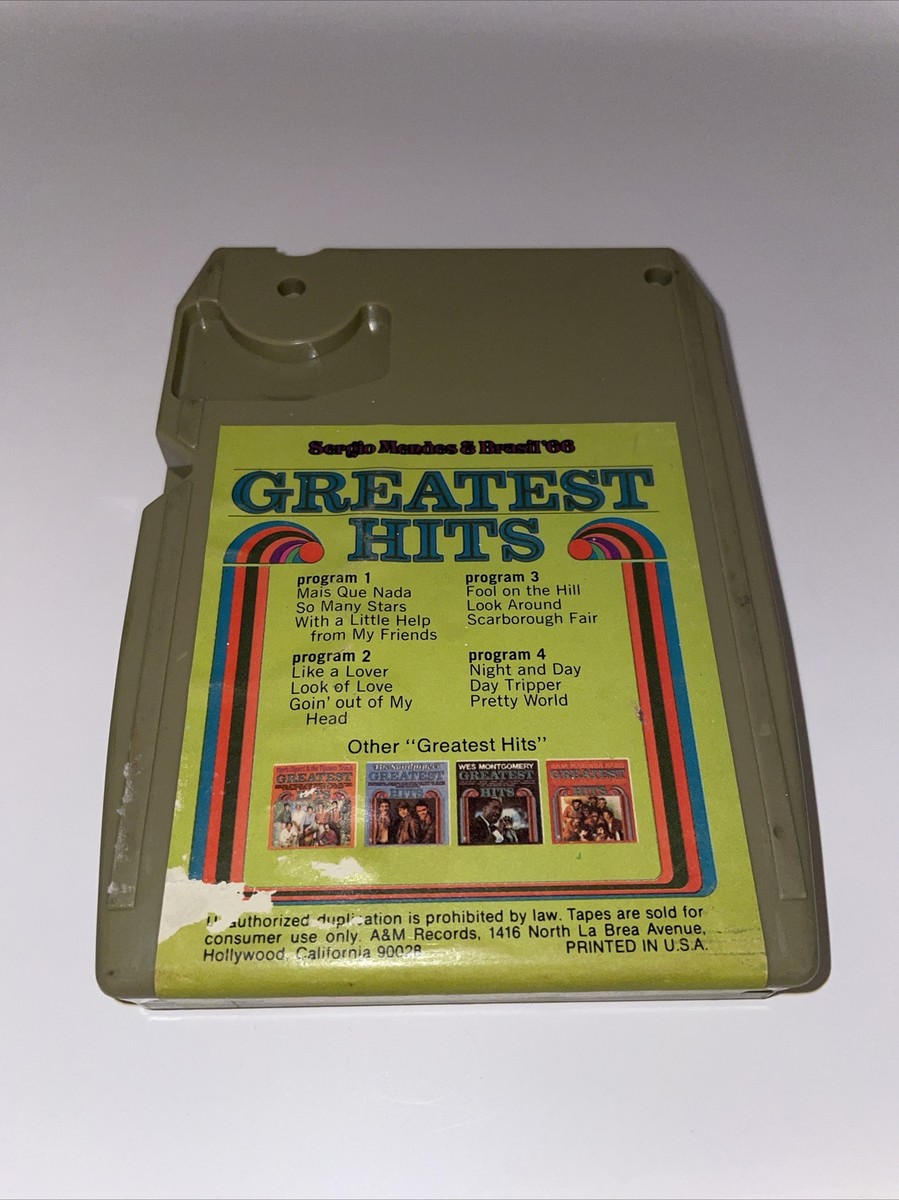 Sergio Mendes & Brasil '66
GREATEST
HITS
program 1
Mais Que Nada
So Many Stars
With a Little Help
from My Friends
program 2
Like a Lover
Look of Love
Goin' out of My
Head
program 3
Fool on the Hill
Look Around
Scarborough Fair
program 4
Night and Day
Day Tripper
Pretty World
Other "Greatest Hits"
GREATEST
HITS
GREATEST
HITS
WES MONTGOMERY
GREATEST
HITS
GREATEST
HITS
Unauthorized duplication is prohibited by law. Tapes are sold for
consumer use only. A&M Records, 1416 North La Brea Avenue,
Hollywood, California 90028
PRINTED IN U.S.A.